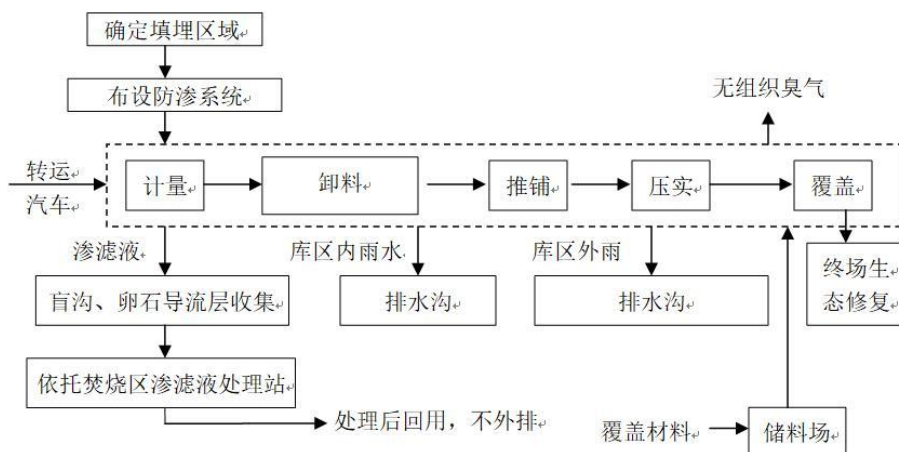 确定填埋区域
布设防渗系统
无组织臭气
转运
汽车
计量
卸料
推铺
压实
覆盖
渗滤液
库区内雨水
库区外雨
终场生
态修复
盲沟、卵石导流层收集
排水沟
排水沟
依托焚烧区渗滤液处理站
处理后回用，不外排
覆盖材料
储料场